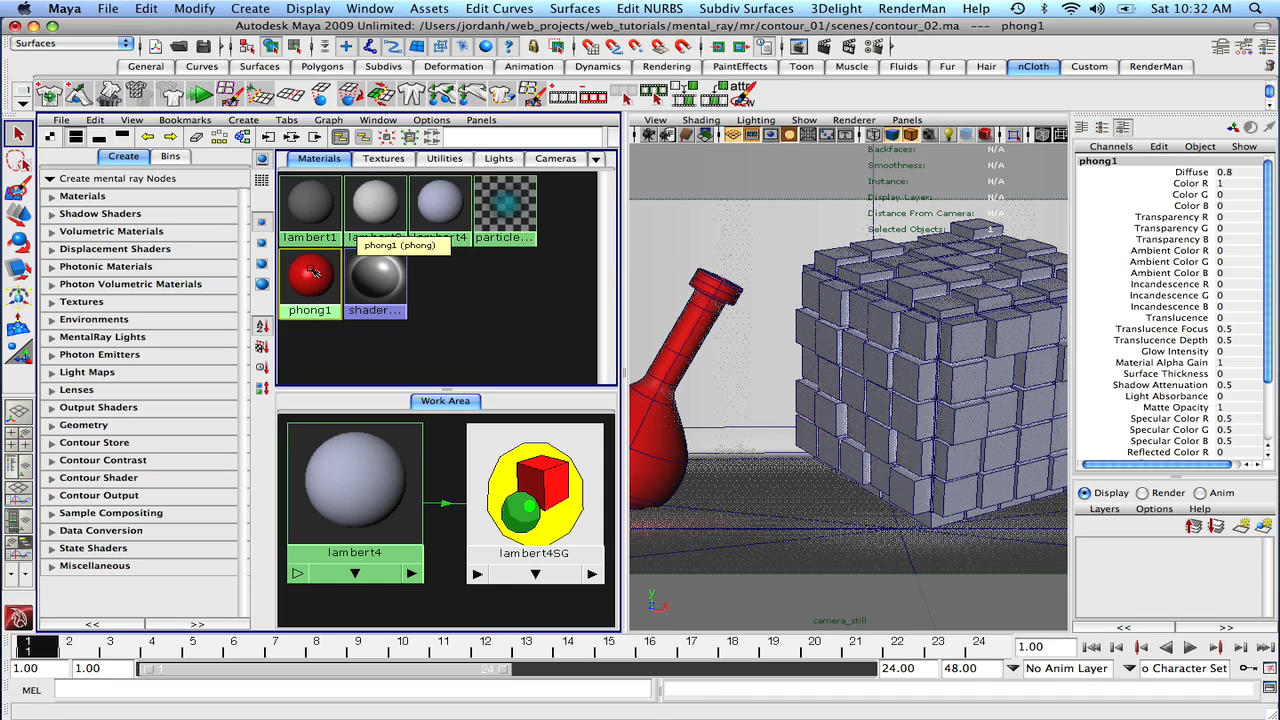 Maya File Edit Modify Create Display Window Assets Edit Curves Surfaces Edit NURBS Subdiv Surfaces 3Delight RenderMan Help Sat 10:32 AM
Autodesk Maya 2009 Unlimited: /Users/jordanh/web_projects/web_tutorials/mental_ray/mr/contour_01/scenes/contour_02.ma --- phong1
Surfaces
General Curves Surfaces Polygons Subdivs Deformation Animation Dynamics Rendering PaintEffects Toon Muscle Fluids Fur Hair nCloth Custom RenderMan
File Edit View Bookmarks Create Tabs Graph Window Options Panels
View Shading Lighting Show Renderer Panels
Channels Edit Object Show
Create Bins
Materials Textures Utilities Lights Cameras
Create mental ray Nodes
Materials
Shadow Shaders
Volumetric Materials
Displacement Shaders
Photonic Materials
Photon Volumetric Materials
Textures
Environments
MentalRay Lights
Photon Emitters
Light Maps
Lenses
Output Shaders
Geometry
Contour Store
Contour Contrast
Contour Shader
Contour Output
Sample Compositing
Data Conversion
State Shaders
Miscellaneous
<< >>
lambert1
particle...
phong1 (phong)
phong1 shader...
Work Area
lambert4 lambert4SG
Backfaces: N/A
Smoothness: N/A
Instance: N/A
Display Layer: N/A
Distance From Camera: N/A
Selected Objects: 1
y
z x
camera_still
phong1
Diffuse 0.8
Color R 1
Color G 0
Color B 0
Transparency R 0
Transparency G 0
Transparency B 0
Ambient Color R 0
Ambient Color G 0
Ambient Color B 0
Incandescence R 0
Incandescence G 0
Incandescence B 0
Translucence 0
Translucence Focus 0.5
Translucence Depth 0.5
Glow Intensity 0
Material Alpha Gain 1
Surface Thickness 0
Shadow Attenuation 0.5
Light Absorbance 0
Matte Opacity 1
Specular Color R 0.5
Specular Color G 0.5
Specular Color B 0.5
Reflected Color R 0
Display Render Anim
Layers Options Help
<< >>
1 2 3 4 5 6 7 8 9 10 11 12 13 14 15 16 17 18 19 20 21 22 23 24
1
1.00
1.00 1.00 1 24 24.00 48.00 No Anim Layer o Character Set
MEL